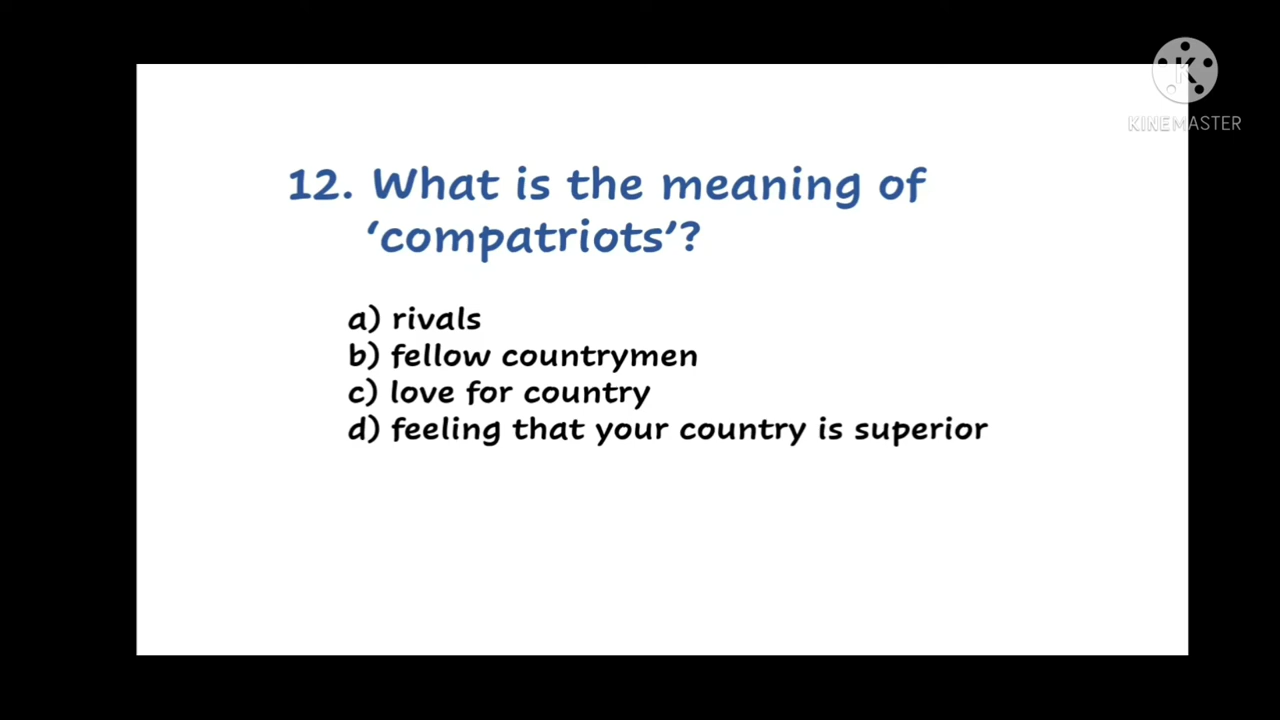 KINEMASTER
12. What is the meaning of
‘compatriots’?
a) rivals
b) fellow countrymen
c) love for country
d) feeling that your country is superior